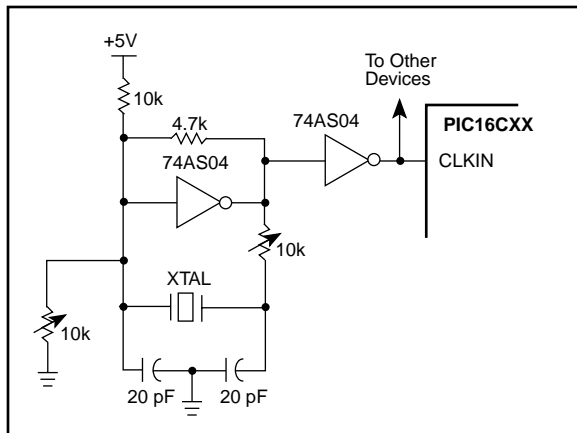 +5V
To Other
Devices
10k
4.7k
74AS04
PIC16CXX
74AS04
CLKIN
10k
XTAL
10k
20 pF
20 pF